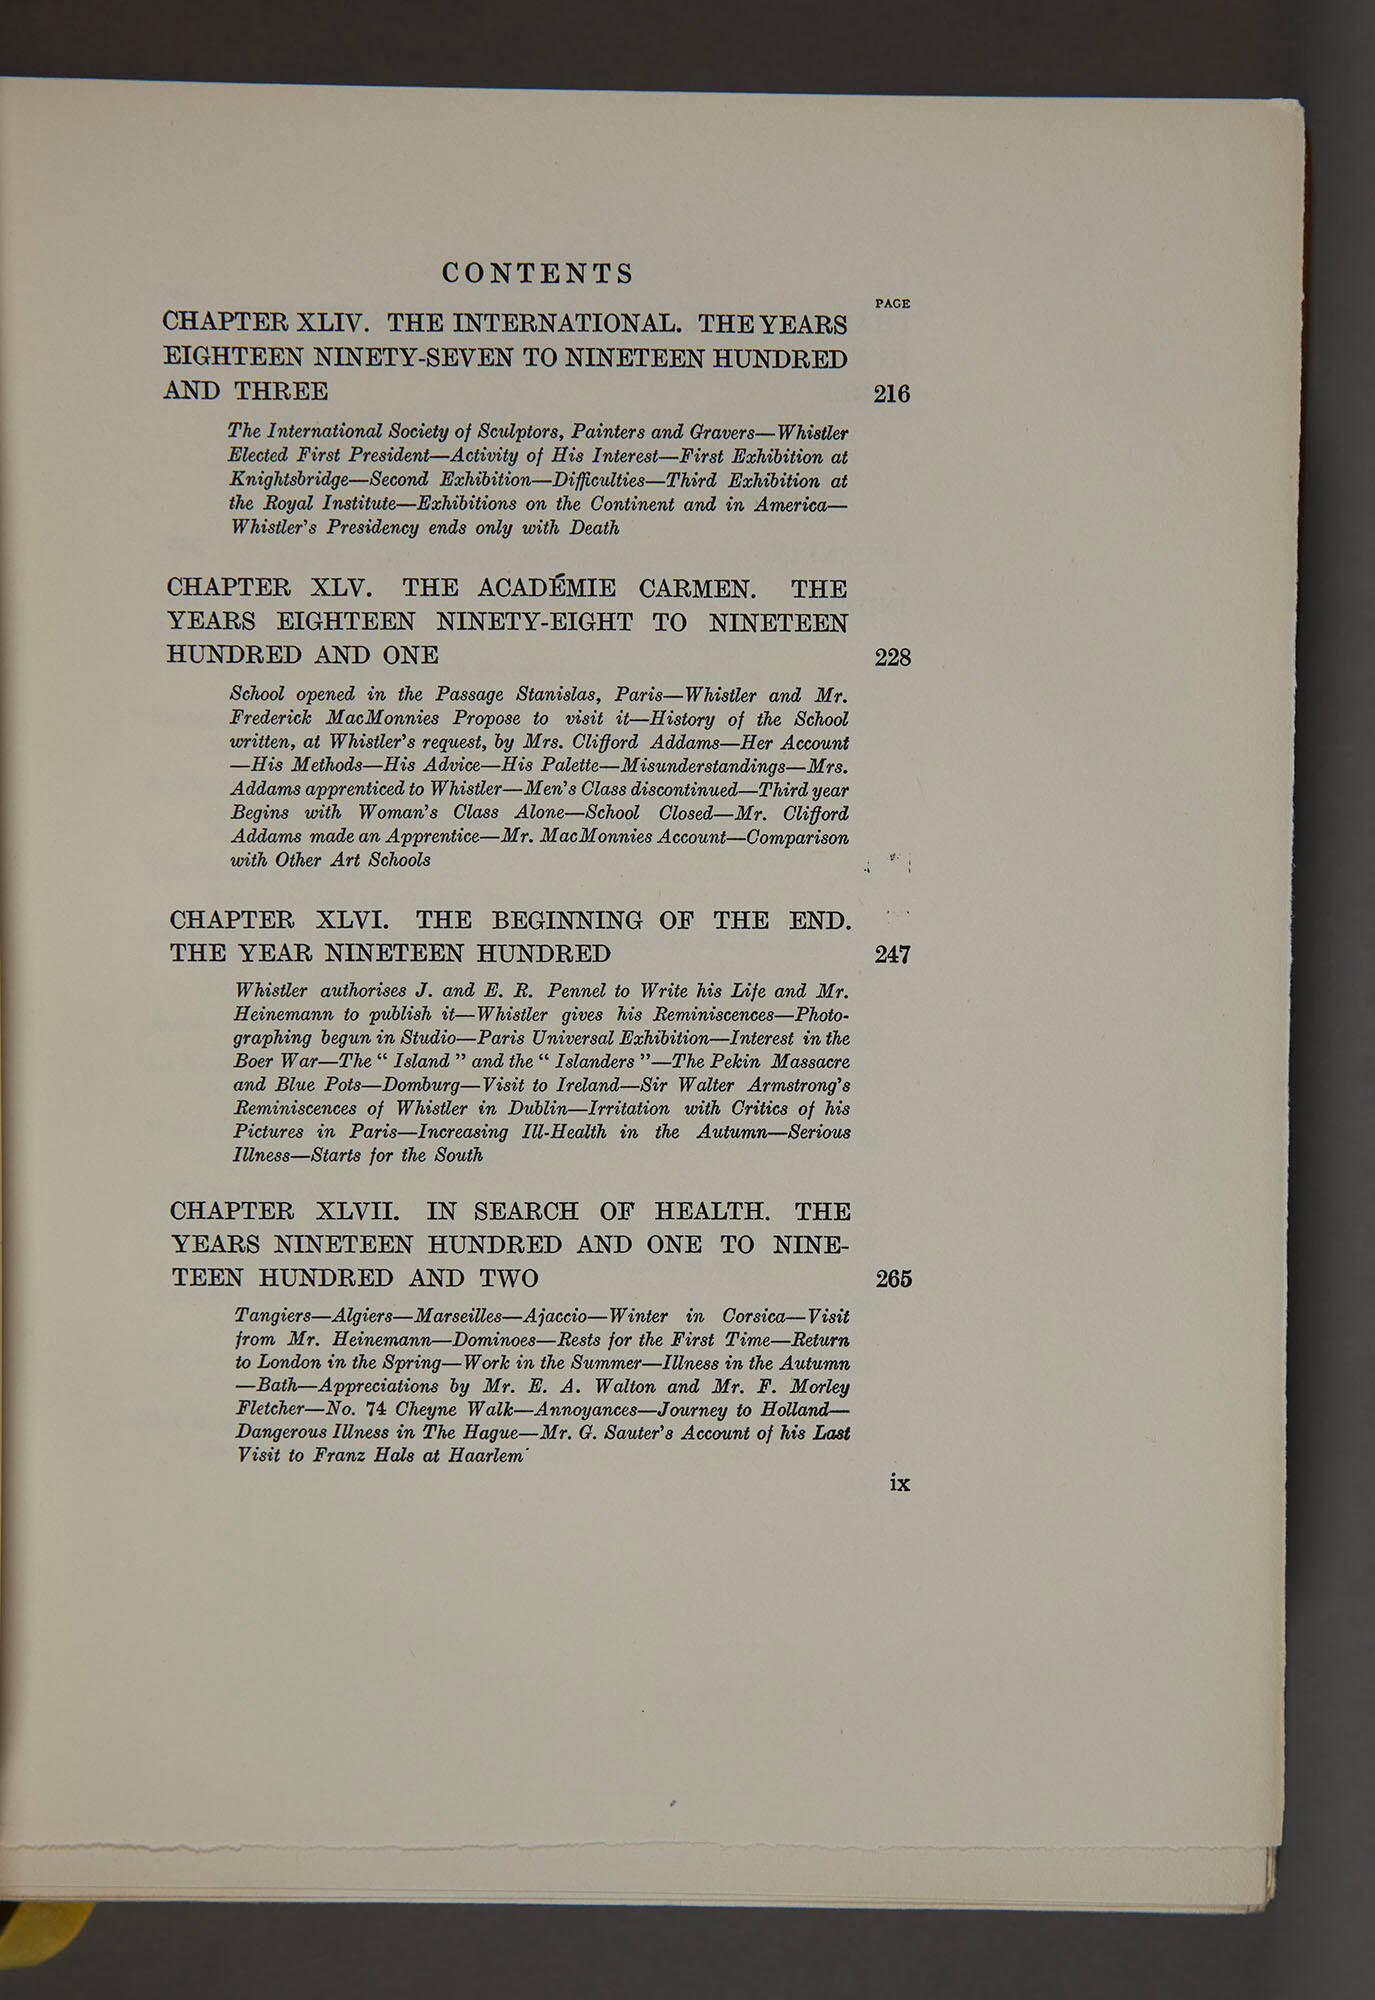 CONTENTS
PAGE
CHAPTER XLIV. THE INTERNATIONAL. THE YEARS
EIGHTEEN NINETY-SEVEN TO NINETEEN HUNDRED
AND THREE 216
The International Society of Sculptors, Painters and Gravers—Whistler
Elected First President—Activity of His Interest—First Exhibition at
Knightsbridge—Second Exhibition—Difficulties—Third Exhibition at
the Royal Institute—Exhibitions on the Continent and in America—
Whistler's Presidency ends only with Death
CHAPTER XLV. THE ACADÉMIE CARMEN. THE
YEARS EIGHTEEN NINETY-EIGHT TO NINETEEN
HUNDRED AND ONE 228
School opened in the Passage Stanislas, Paris—Whistler and Mr.
Frederick MacMonnies Propose to visit it—History of the School
written, at Whistler's request, by Mrs. Clifford Addams—Her Account
—His Methods—His Advice—His Palette—Misunderstandings—Mrs.
Addams apprenticed to Whistler—Men's Class discontinued—Third year
Begins with Woman's Class Alone—School Closed—Mr. Clifford
Addams made an Apprentice—Mr. MacMonnies Account—Comparison
with Other Art Schools
CHAPTER XLVI. THE BEGINNING OF THE END.
THE YEAR NINETEEN HUNDRED 247
Whistler authorises J. and E. R. Pennel to Write his Life and Mr.
Heinemann to publish it—Whistler gives his Reminiscences—Photo-
graphing begun in Studio—Paris Universal Exhibition—Interest in the
Boer War—The “ Island ” and the “ Islanders ”—The Pekin Massacre
and Blue Pots—Domburg—Visit to Ireland—Sir Walter Armstrong's
Reminiscences of Whistler in Dublin—Irritation with Critics of his
Pictures in Paris—Increasing Ill-Health in the Autumn—Serious
Illness—Starts for the South
CHAPTER XLVII. IN SEARCH OF HEALTH. THE
YEARS NINETEEN HUNDRED AND ONE TO NINE-
TEEN HUNDRED AND TWO 265
Tangiers—Algiers—Marseilles—Ajaccio—Winter in Corsica—Visit
from Mr. Heinemann—Dominoes—Rests for the First Time—Return
to London in the Spring—Work in the Summer—Illness in the Autumn
—Bath—Appreciations by Mr. E. A. Walton and Mr. F. Morley
Fletcher—No. 74 Cheyne Walk—Annoyances—Journey to Holland—
Dangerous Illness in The Hague—Mr. G. Sauter's Account of his Last
Visit to Franz Hals at Haarlem
ix